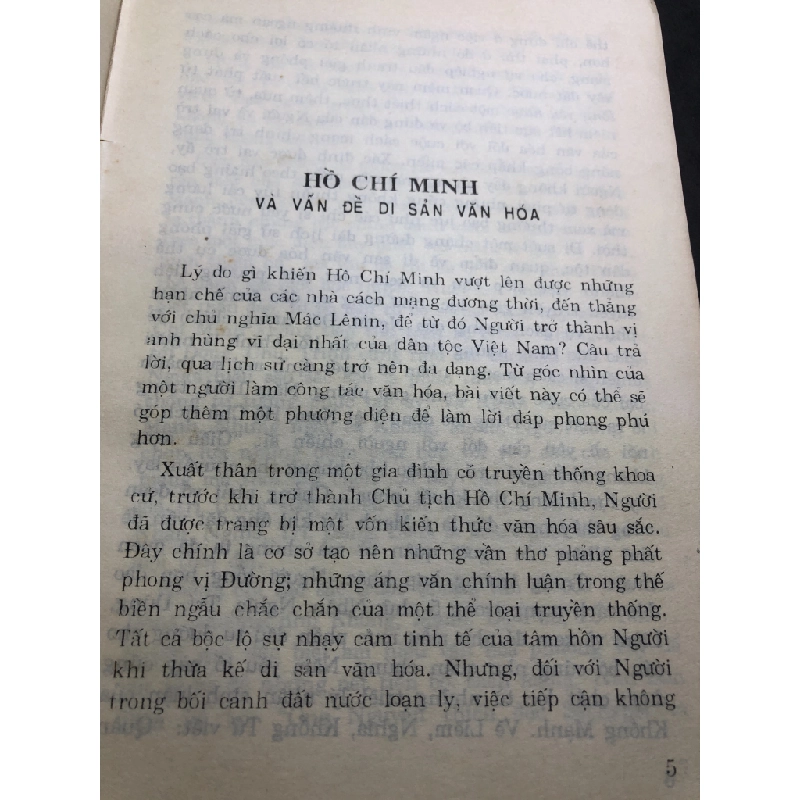 HỒ CHÍ MINH
VÀ VẤN ĐỀ DI SẢN VĂN HÓA
Lý do gì khiến Hồ Chí Minh vượt lên được những
hạn chế của các nhà cách mạng đương thời, đến thẳng
với chủ nghĩa Mác Lênin, để từ đó Người trở thành vị
anh hùng vĩ đại nhất của dân tộc Việt Nam? Câu trả
lời, qua lịch sử càng trở nên đa dạng. Từ góc nhìn của
một người làm công tác văn hóa, bài viết này có thể sẽ
góp thêm một phương diện để làm lời đáp phong phú
hơn.
Xuất thân trong một gia đình có truyền thống khoa
cử, trước khi trở thành Chủ tịch Hồ Chí Minh, Người
đã được trang bị một vốn kiến thức văn hóa sâu sắc.
Đây chính là cơ sở tạo nên những vần thơ phảng phất
phong vị Đường; những áng văn chính luận trong thế
biền ngẫu chắc chắn của một thể loại truyền thống.
Tất cả bộc lộ sự nhạy cảm tinh tế của tâm hồn Người
khi thừa kế di sản văn hóa. Nhưng, đối với Người
trong bối cảnh đất nước loạn ly, việc tiếp cận không
Khổng Mạnh. Về Liêm, Nghĩa, Khổng Tử viết: "Quân
5